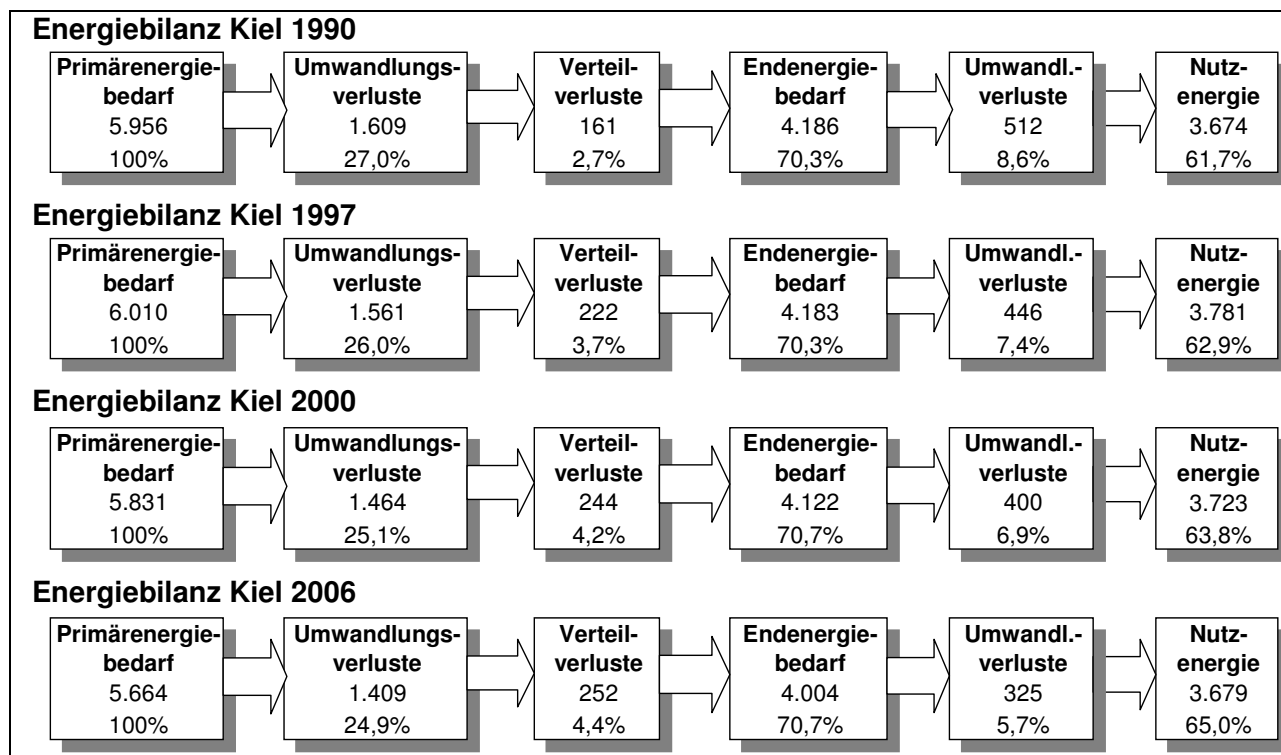 Energiebilanz Kiel 1990
Primärenergie- Umwandlungs- Verteil- Endenergie- Umwandl.- Nutz-
bedarf verluste verluste bedarf verluste energie
5.956 1.609 161 4.186 512 3.674
100% 27,0% 2,7% 70,3% 8,6% 61,7%
Energiebilanz Kiel 1997
Primärenergie- Umwandlungs- Verteil- Endenergie- Umwandl.- Nutz-
bedarf verluste verluste bedarf verluste energie
6.010 1.561 222 4.183 446 3.781
100% 26,0% 3,7% 70,3% 7,4% 62,9%
Energiebilanz Kiel 2000
Primärenergie- Umwandlungs- Verteil- Endenergie- Umwandl.- Nutz-
bedarf verluste verluste bedarf verluste energie
5.831 1.464 244 4.122 400 3.723
100% 25,1% 4,2% 70,7% 6,9% 63,8%
Energiebilanz Kiel 2006
Primärenergie- Umwandlungs- Verteil- Endenergie- Umwandl.- Nutz-
bedarf verluste verluste bedarf verluste energie
5.664 1.409 252 4.004 325 3.679
100% 24,9% 4,4% 70,7% 5,7% 65,0%